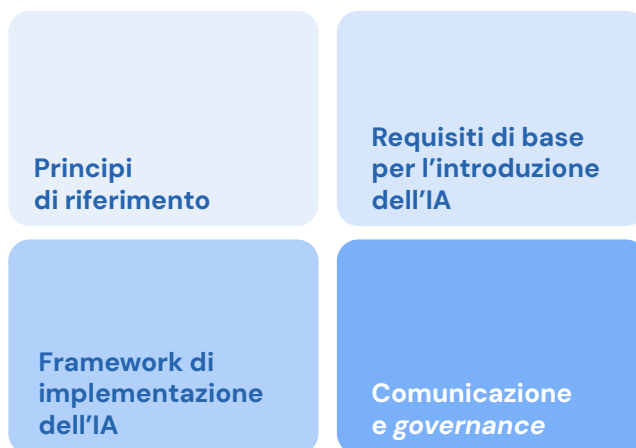 Principi
di riferimento
Requisiti di base
per l’introduzione
dell’IA
Framework di
implementazione
dell’IA
Comunicazione
e governance